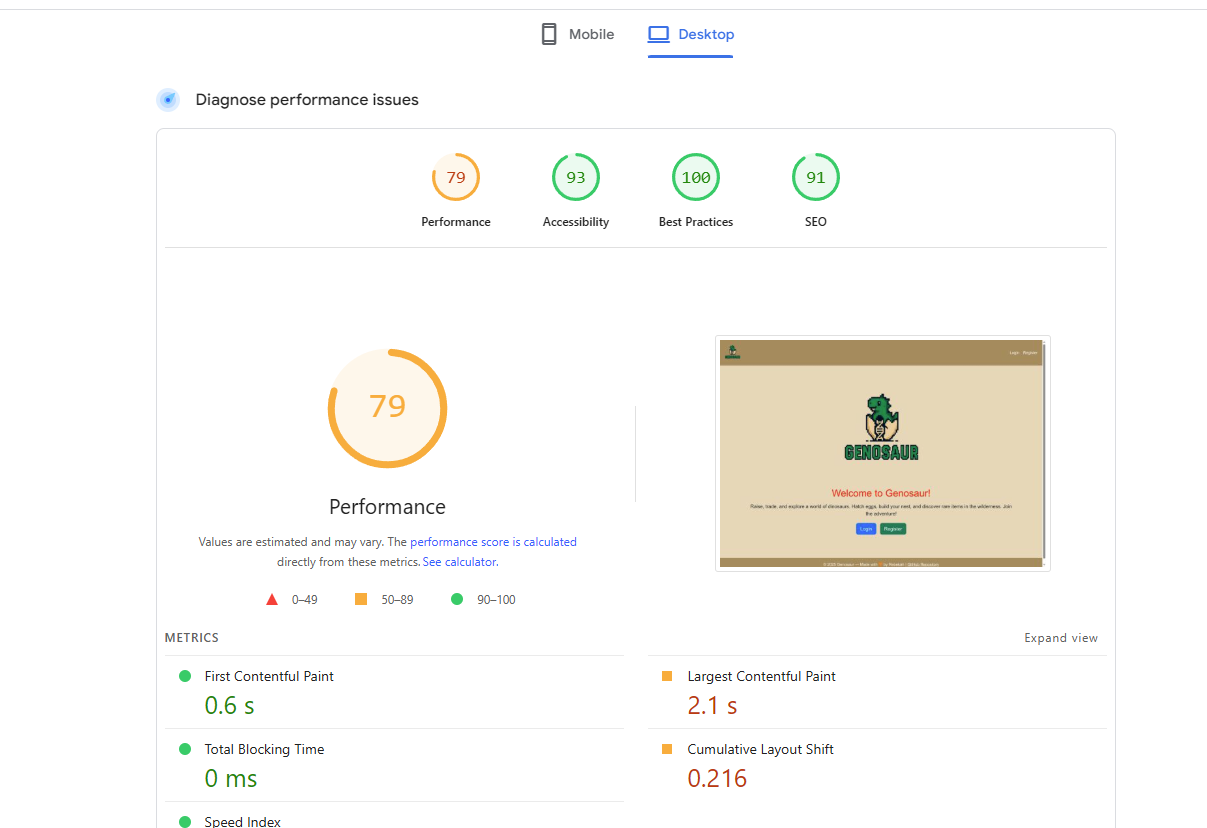 Mobile
Desktop
Diagnose performance issues
79
93
100
91
Performance
Accessibility
Best Practices
SEO
79
Performance
Values are estimated and may vary. The performance score is calculated
directly from these metrics. See calculator.
0–49
50–89
90–100
Login Register
GENOSAUR
Welcome to Genosaur!
Raise, trade, and explore a world of dinosaurs. Hatch eggs, build your nest, and discover rare items in the wilderness. Join
the adventure!
Login Register
METRICS
Expand view
First Contentful Paint
0.6 s
Largest Contentful Paint
2.1 s
Total Blocking Time
0 ms
Cumulative Layout Shift
0.216
Speed Index